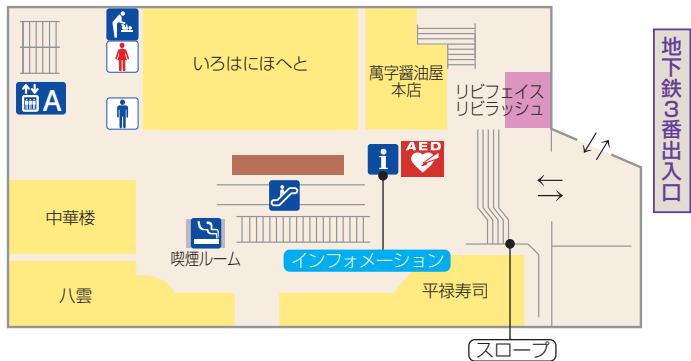 いろはにほへと
萬字醤油屋
本店
リビフェイス
リビラッシュ
地下鉄3番出入口
A
i
AED
中華楼
喫煙ルーム
インフォメーション
八雲
平禄寿司
スロープ